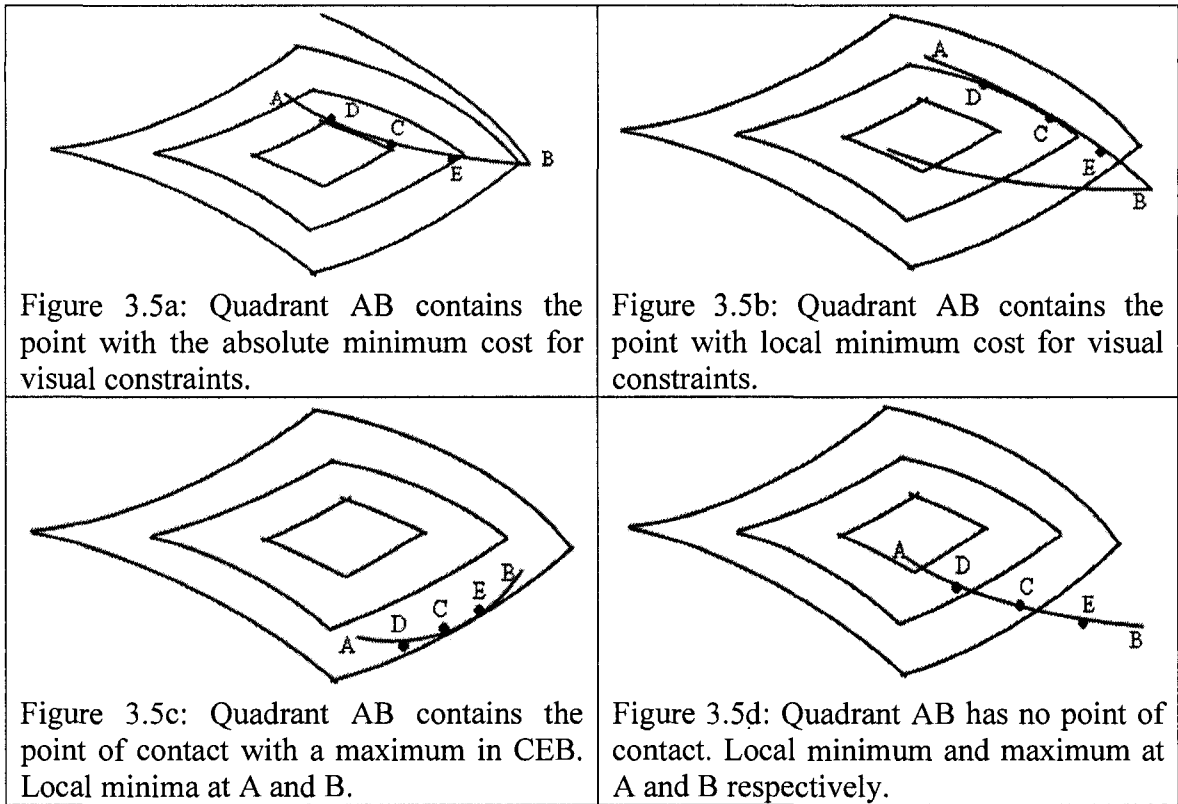 A
D
C
E
B
Figure 3.5a: Quadrant AB contains the
point with the absolute minimum cost for
visual constraints.
A
D
C
E
B
Figure 3.5b: Quadrant AB contains the
point with local minimum cost for visual
constraints.
A
D
C
E
B
Figure 3.5c: Quadrant AB contains the
point of contact with a maximum in CEB.
Local minima at A and B.
A
D
C
E
B
Figure 3.5d: Quadrant AB has no point of
contact. Local minimum and maximum at
A and B respectively.